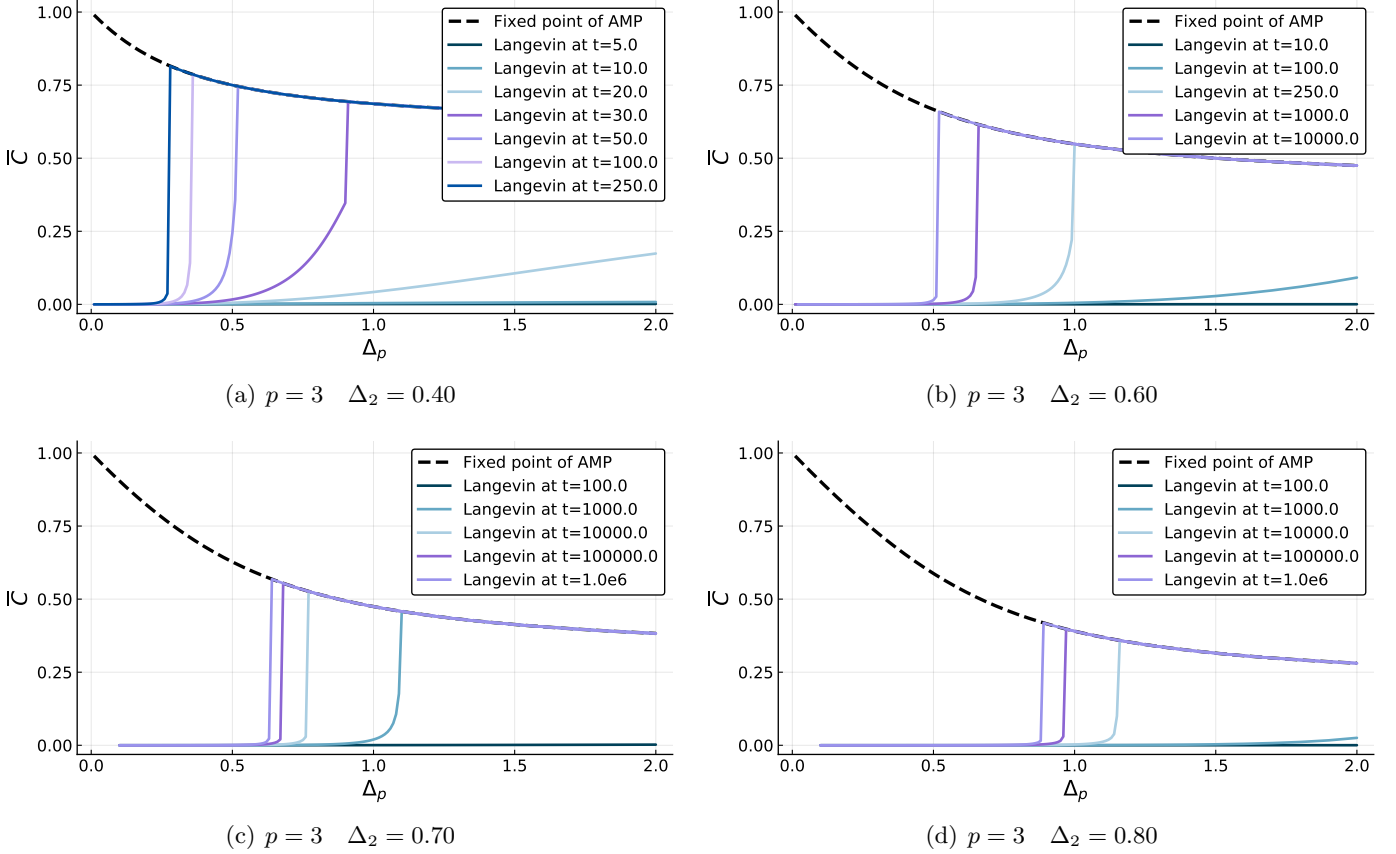 1.00
0.75
0.50
0.25
0.00
C
0.0 0.5 1.0 1.5 2.0
Δp
Fixed point of AMP
Langevin at t=5.0
Langevin at t=10.0
Langevin at t=20.0
Langevin at t=30.0
Langevin at t=50.0
Langevin at t=100.0
Langevin at t=250.0
(a) p = 3 Δ2 = 0.40
1.00
0.75
0.50
0.25
0.00
C
0.0 0.5 1.0 1.5 2.0
Δp
Fixed point of AMP
Langevin at t=10.0
Langevin at t=100.0
Langevin at t=250.0
Langevin at t=1000.0
Langevin at t=10000.0
(b) p = 3 Δ2 = 0.60
1.00
0.75
0.50
0.25
0.00
C
0.0 0.5 1.0 1.5 2.0
Δp
Fixed point of AMP
Langevin at t=100.0
Langevin at t=1000.0
Langevin at t=10000.0
Langevin at t=100000.0
Langevin at t=1.0e6
(c) p = 3 Δ2 = 0.70
1.00
0.75
0.50
0.25
0.00
C
0.0 0.5 1.0 1.5 2.0
Δp
Fixed point of AMP
Langevin at t=100.0
Langevin at t=1000.0
Langevin at t=10000.0
Langevin at t=100000.0
Langevin at t=1.0e6
(d) p = 3 Δ2 = 0.80